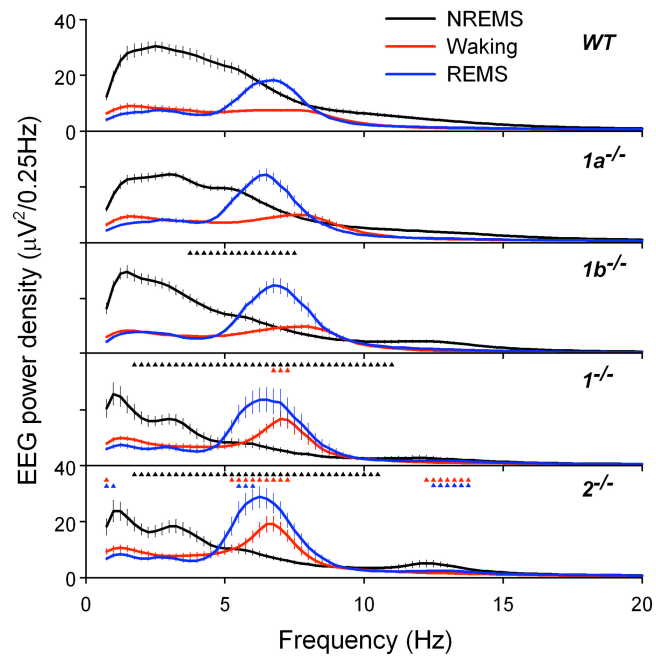 EEG power density (µV²/0.25Hz)
40
20
0
NREMS
Waking
REMS
WT
1a-/-
1b-/-
1-/-
40
20
0
2-/-
0
5
10
15
20
Frequency (Hz)